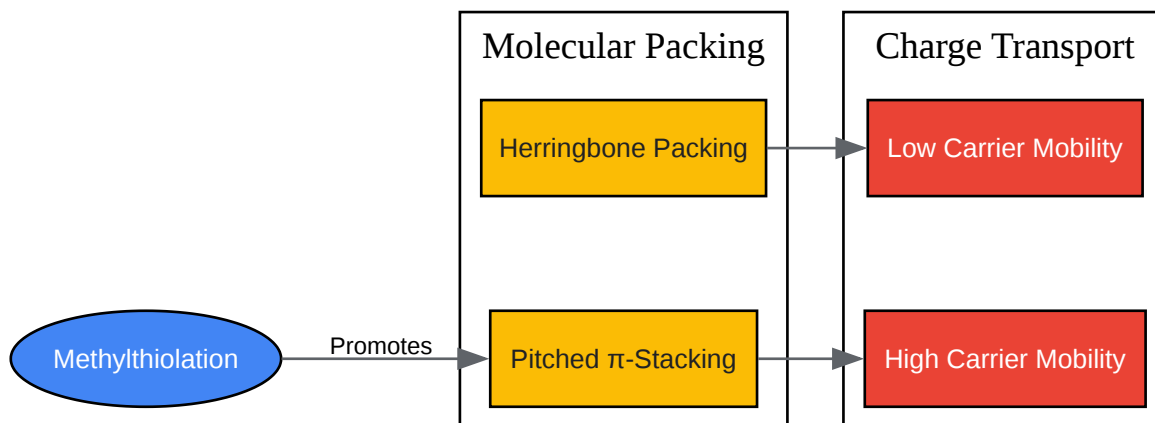 Molecular Packing
Charge Transport
Herringbone Packing
Low Carrier Mobility
Methylthiolation
Promotes
Pitched π-Stacking
High Carrier Mobility